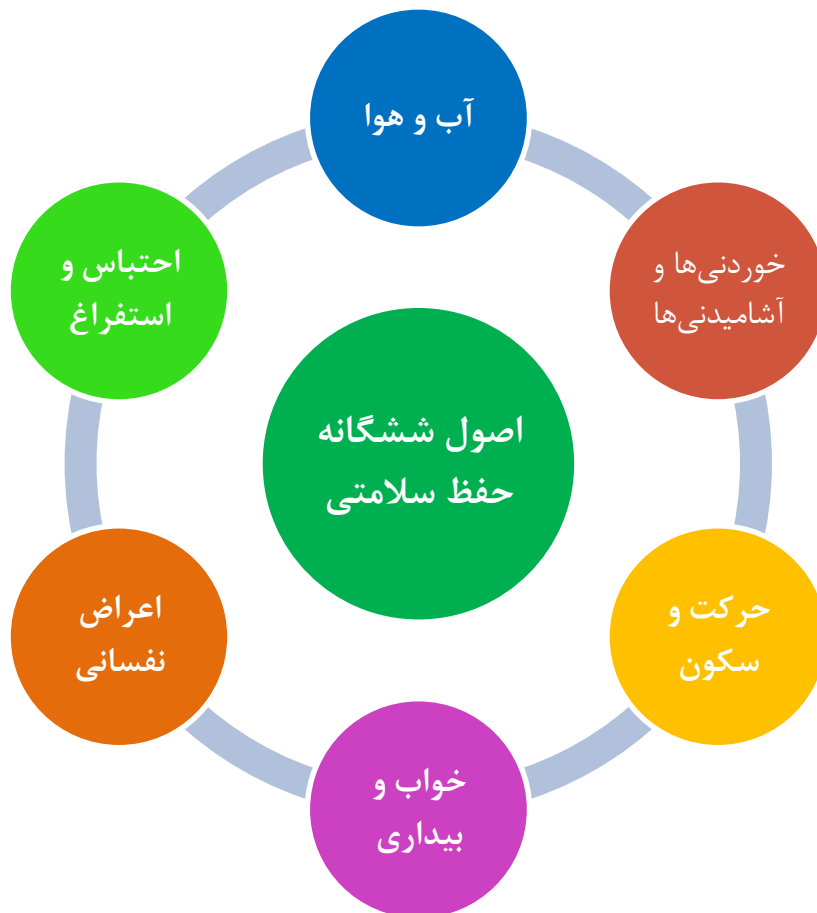 آب و هوا
خوردنی‌ها و
آشامیدنی‌ها
حرکت و
سکون
خواب و
بیداری
اعراض
نفسانی
احتباس و
استفراغ
اصول ششگانه
حفظ سلامتی